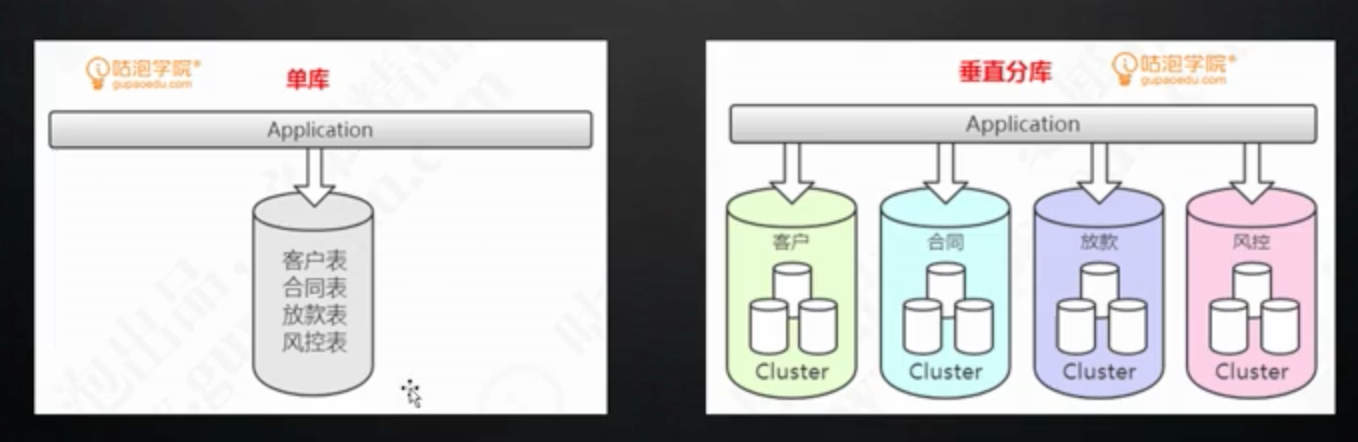 咕泡学院®
gupaoedu.com
单库
Application
客户表
合同表
放款表
风控表
垂直分库
咕泡学院®
gupaoedu.com
Application
客户
合同
放款
风控
Cluster
Cluster
Cluster
Cluster